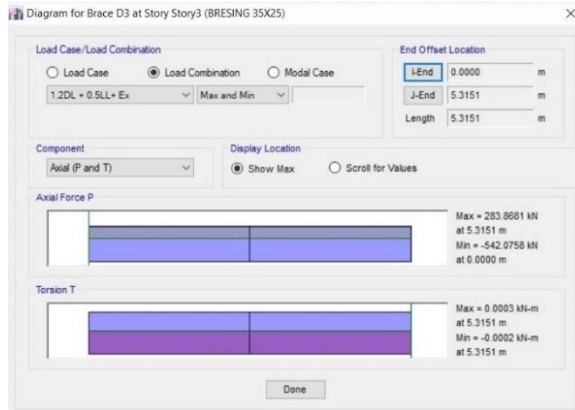 Diagram for Brace D3 at Story Story3 (BRESING 35X25)
Load Case/Load Combination
Load Case
Load Combination
Modal Case
1.2DL + 0.5LL+ Ex
Max and Min
End Offset Location
I-End
0.0000
m
J-End
5.3151
m
Length
5.3151
m
Component
Axial (P and T)
Display Location
Show Max
Scroll for Values
Axial Force P
Max = 283.8681 kN
at 5.3151 m
Min = -542.0758 kN
at 0.0000 m
Torsion T
Max = 0.0003 kN-m
at 5.3151 m
Min = -0.0002 kN-m
at 5.3151 m
Done